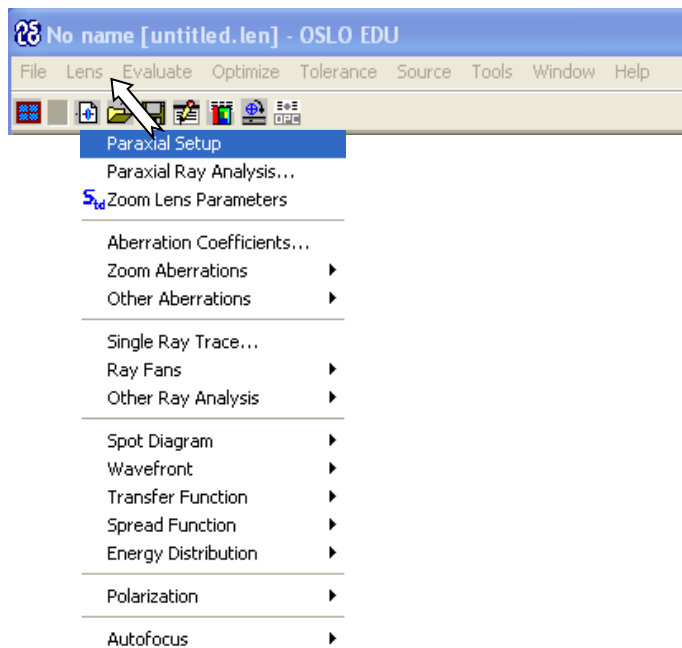 No name [untitled.len] - OSLO EDU
File Lens Evaluate Optimize Tolerance Source Tools Window Help
Paraxial Setup
Paraxial Ray Analysis...
Std Zoom Lens Parameters
Aberration Coefficients...
Zoom Aberrations
Other Aberrations
Single Ray Trace...
Ray Fans
Other Ray Analysis
Spot Diagram
Wavefront
Transfer Function
Spread Function
Energy Distribution
Polarization
Autofocus